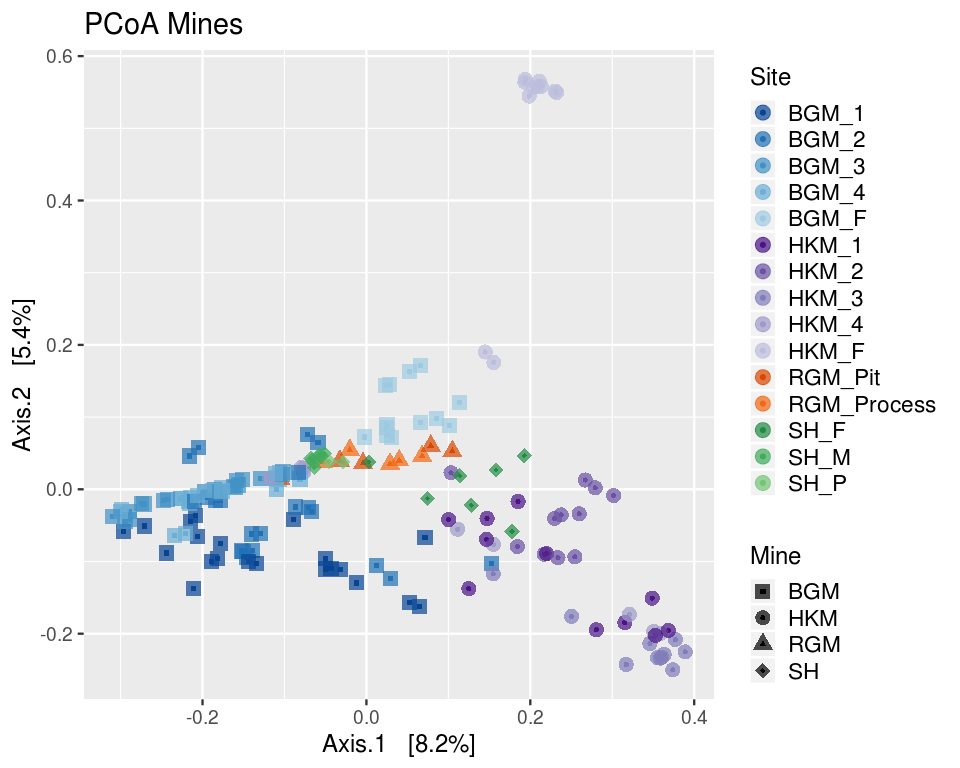 PCoA Mines
0.6
0.4
0.2
0.0
-0.2
Axis.2 [5.4%]
-0.2
0.0
0.2
0.4
Axis.1 [8.2%]
Site
BGM_1
BGM_2
BGM_3
BGM_4
BGM_F
HKM_1
HKM_2
HKM_3
HKM_4
HKM_F
RGM_Pit
RGM_Process
SH_F
SH_M
SH_P
Mine
BGM
HKM
RGM
SH